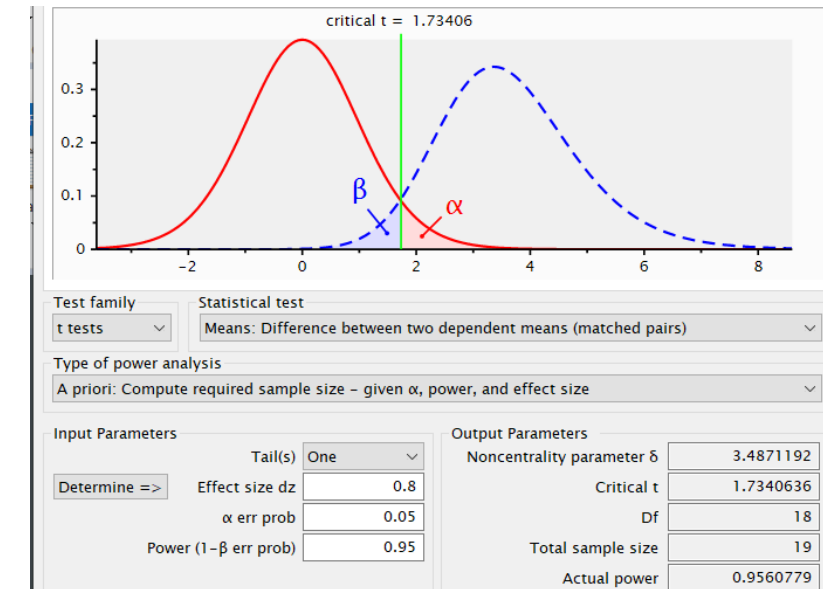 critical t = 1.73406
0.3
0.2
0.1
0
β
α
-2 0 2 4 6 8
Test family Statistical test
t tests Means: Difference between two dependent means (matched pairs)
Type of power analysis
A priori: Compute required sample size - given α, power, and effect size
Input Parameters Output Parameters
Tail(s) One Noncentrality parameter δ 3.4871192
Determine => Effect size dz 0.8 Critical t 1.7340636
α err prob 0.05 Df 18
Power (1-β err prob) 0.95 Total sample size 19
Actual power 0.9560779